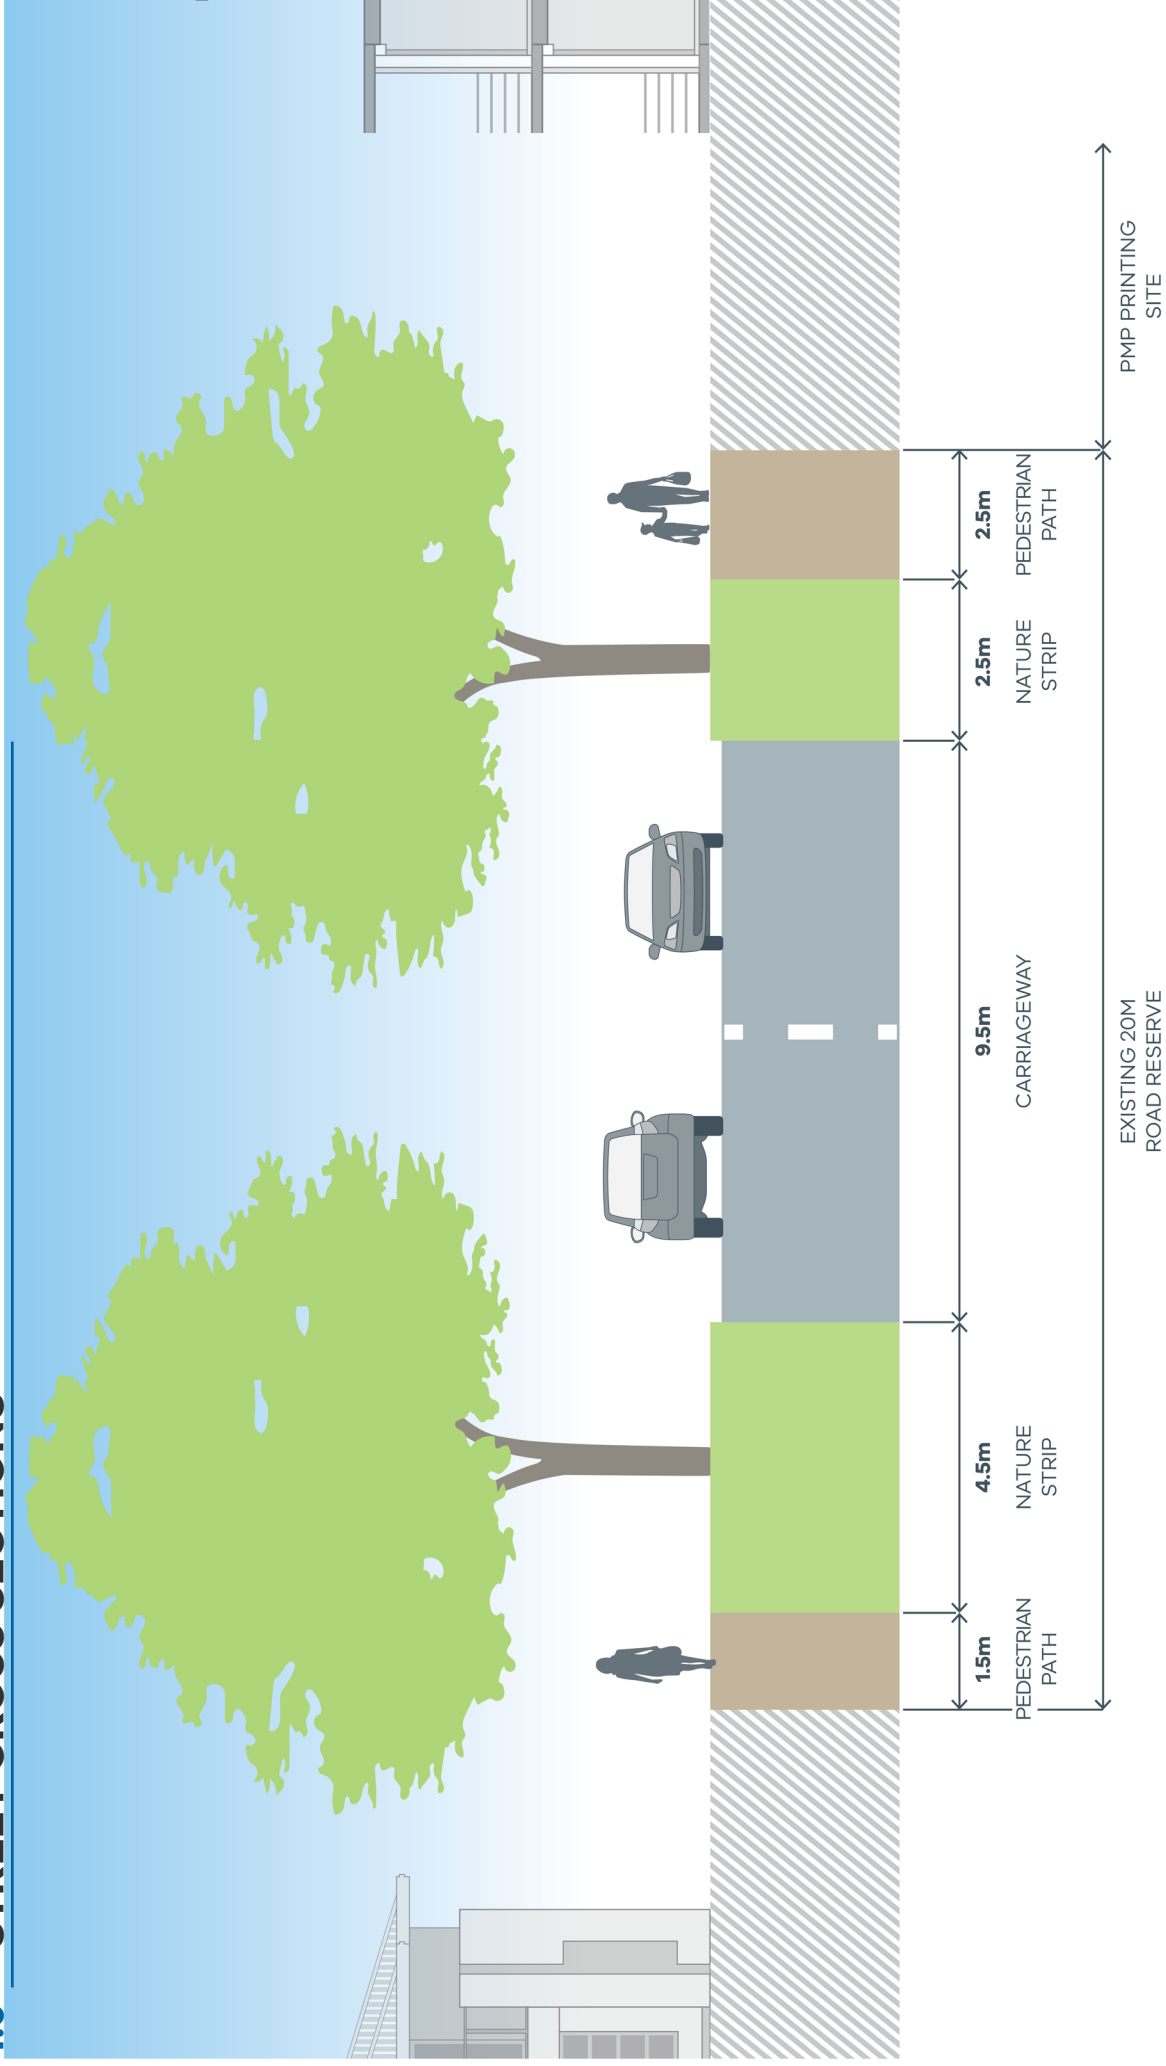 1.5m
PEDESTRIAN
PATH
4.5m
NATURE
STRIP
9.5m
CARRIAGEWAY
2.5m
NATURE
STRIP
2.5m
PEDESTRIAN
PATH
EXISTING 20M
ROAD RESERVE
PMP PRINTING
SITE